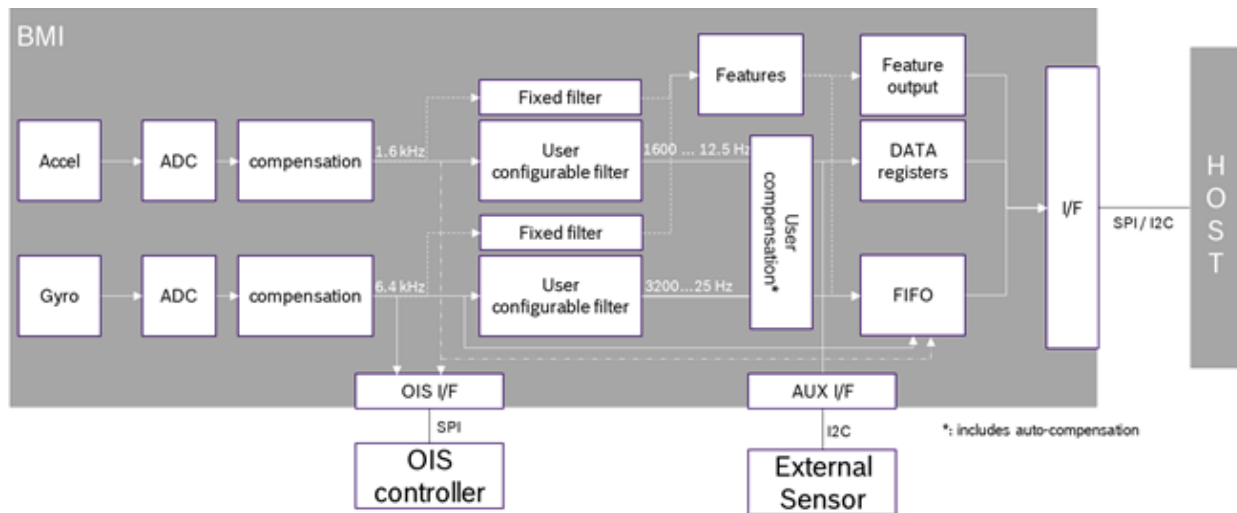 BMI
Features
Feature
output
Fixed filter
Accel
ADC
compensation
1.6 kHz
User
configurable filter
1600 ... 12.5 Hz
User
compensation*
DATA
registers
I/F
SPI / I2C
H
O
S
T
Fixed filter
Gyro
ADC
compensation
6.4 kHz
User
configurable filter
3200...25 Hz
FIFO
OIS I/F
AUX I/F
SPI
I2C
*: includes auto-compensation
OIS
controller
External
Sensor